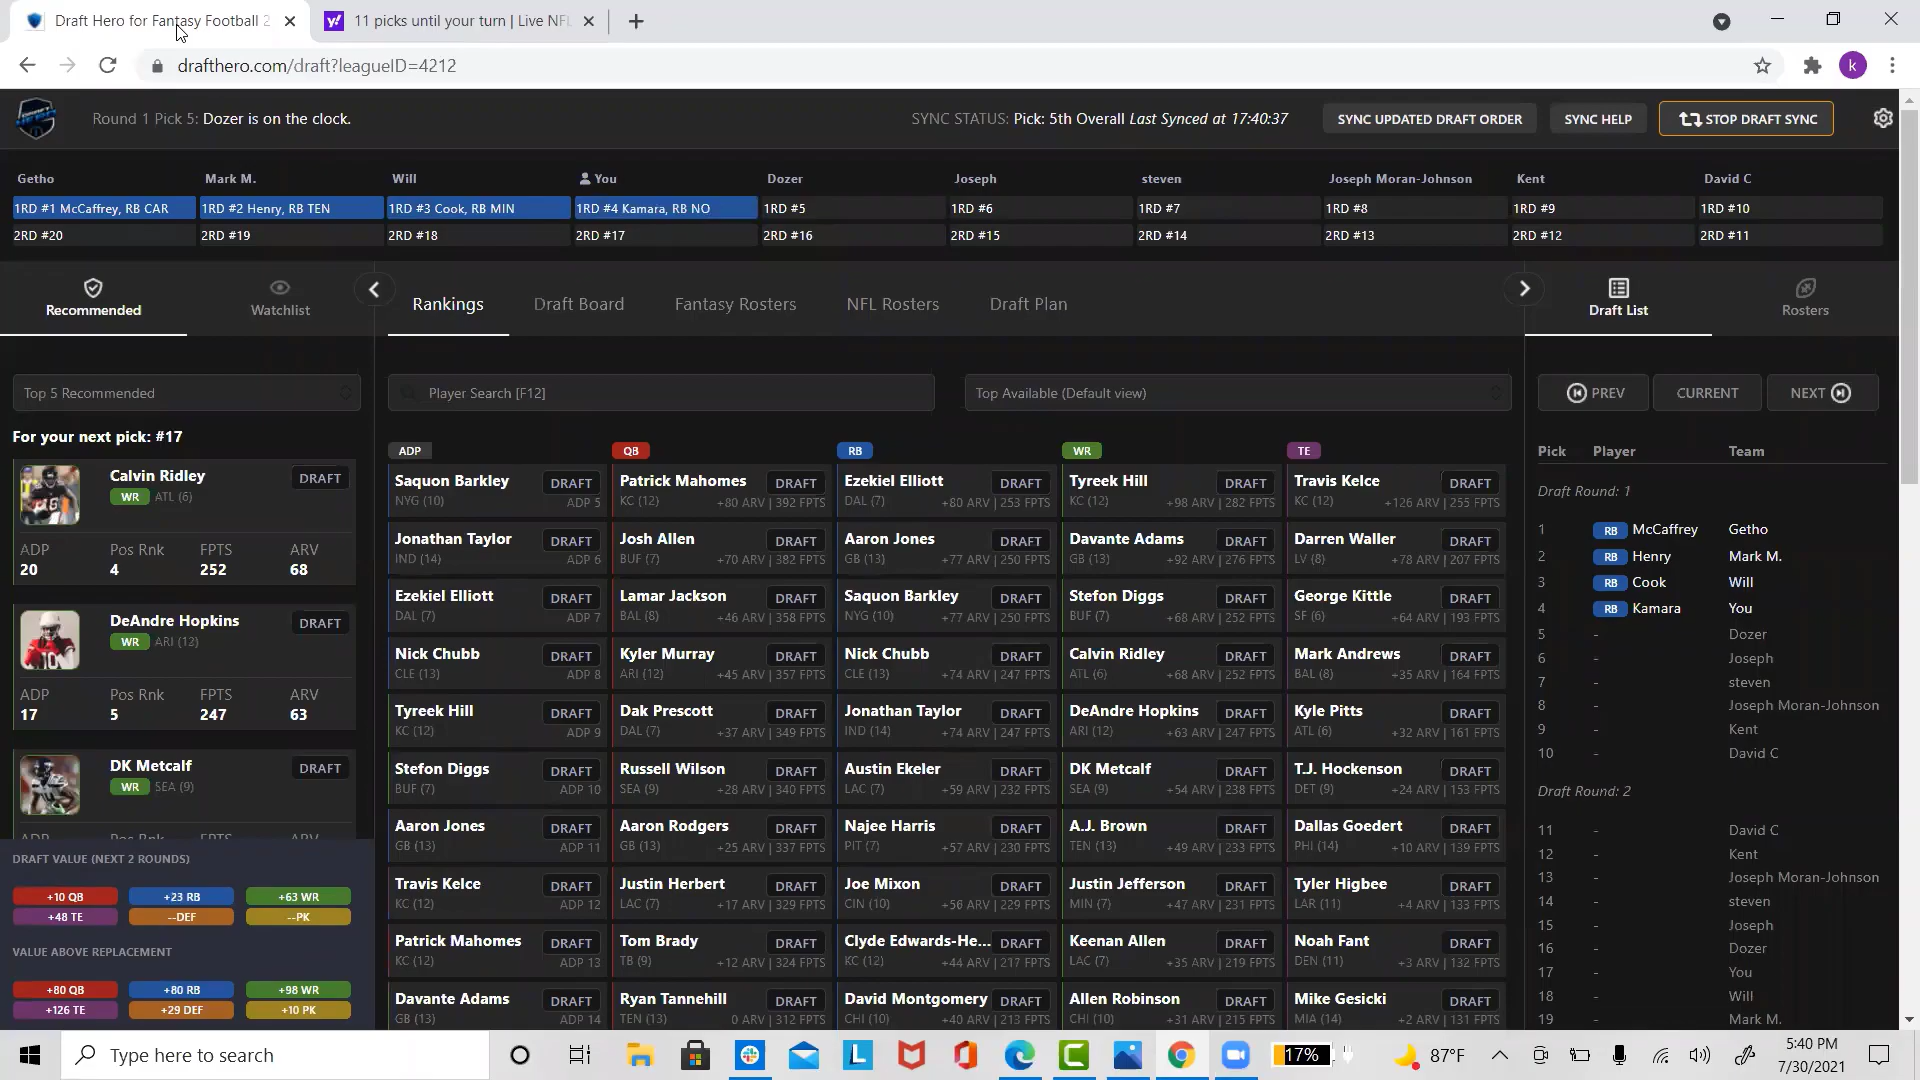 Draft Hero for Fantasy Football 2
11 picks until your turn | Live NFL
drafthero.com/draft?leagueID=4212
k
Round 1 Pick 5: Dozer is on the clock.
SYNC STATUS: Pick: 5th Overall Last Synced at 17:40:37
SYNC UPDATED DRAFT ORDER
SYNC HELP
STOP DRAFT SYNC
Getho Mark M. Will You Dozer Joseph steven Joseph Moran-Johnson Kent David C
1RD #1 McCaffrey, RB CAR 1RD #2 Henry, RB TEN 1RD #3 Cook, RB MIN 1RD #4 Kamara, RB NO 1RD #5 1RD #6 1RD #7 1RD #8 1RD #9 1RD #10
2RD #20 2RD #19 2RD #18 2RD #17 2RD #16 2RD #15 2RD #14 2RD #13 2RD #12 2RD #11
Recommended
Watchlist
Top 5 Recommended
For your next pick: #17
Calvin Ridley DRAFT
WR ATL (6)
ADP Pos Rnk FPTS ARV
20 4 252 68
DeAndre Hopkins DRAFT
WR ARI (12)
ADP Pos Rnk FPTS ARV
17 5 247 63
DK Metcalf DRAFT
WR SEA (9)
ADP Pos Rnk FPTS ARV
DRAFT VALUE (NEXT 2 ROUNDS)
+10 QB +23 RB +63 WR
+48 TE --DEF --PK
VALUE ABOVE REPLACEMENT
+80 QB +80 RB +98 WR
+126 TE +29 DEF +10 PK
Rankings Draft Board Fantasy Rosters NFL Rosters Draft Plan
Player Search [F12]
Top Available (Default view)
ADP QB RB WR TE
Saquon Barkley DRAFT Patrick Mahomes DRAFT Ezekiel Elliott DRAFT Tyreek Hill DRAFT Travis Kelce DRAFT
NYG (10) ADP 5 KC (12) +80 ARV | 392 FPTS DAL (7) +80 ARV | 253 FPTS KC (12) +98 ARV | 282 FPTS KC (12) +126 ARV | 255 FPTS
Jonathan Taylor DRAFT Josh Allen DRAFT Aaron Jones DRAFT Davante Adams DRAFT Darren Waller DRAFT
IND (14) ADP 6 BUF (7) +70 ARV | 382 FPTS GB (13) +77 ARV | 250 FPTS GB (13) +92 ARV | 276 FPTS LV (8) +78 ARV | 207 FPTS
Ezekiel Elliott DRAFT Lamar Jackson DRAFT Saquon Barkley DRAFT Stefon Diggs DRAFT George Kittle DRAFT
DAL (7) ADP 7 BAL (8) +46 ARV | 358 FPTS NYG (10) +77 ARV | 250 FPTS BUF (7) +68 ARV | 252 FPTS SF (6) +64 ARV | 193 FPTS
Nick Chubb DRAFT Kyler Murray DRAFT Nick Chubb DRAFT Calvin Ridley DRAFT Mark Andrews DRAFT
CLE (13) ADP 8 ARI (12) +45 ARV | 357 FPTS CLE (13) +74 ARV | 247 FPTS ATL (6) +68 ARV | 252 FPTS BAL (8) +35 ARV | 164 FPTS
Tyreek Hill DRAFT Dak Prescott DRAFT Jonathan Taylor DRAFT DeAndre Hopkins DRAFT Kyle Pitts DRAFT
KC (12) ADP 9 DAL (7) +37 ARV | 349 FPTS IND (14) +74 ARV | 247 FPTS ARI (12) +63 ARV | 247 FPTS ATL (6) +32 ARV | 161 FPTS
Stefon Diggs DRAFT Russell Wilson DRAFT Austin Ekeler DRAFT DK Metcalf DRAFT T.J. Hockenson DRAFT
BUF (7) ADP 10 SEA (9) +28 ARV | 340 FPTS LAC (7) +59 ARV | 232 FPTS SEA (9) +54 ARV | 238 FPTS DET (9) +24 ARV | 153 FPTS
Aaron Jones DRAFT Aaron Rodgers DRAFT Najee Harris DRAFT A.J. Brown DRAFT Dallas Goedert DRAFT
GB (13) ADP 11 GB (13) +25 ARV | 337 FPTS PIT (7) +57 ARV | 230 FPTS TEN (13) +49 ARV | 233 FPTS PHI (14) +10 ARV | 139 FPTS
Travis Kelce DRAFT Justin Herbert DRAFT Joe Mixon DRAFT Justin Jefferson DRAFT Tyler Higbee DRAFT
KC (12) ADP 12 LAC (7) +17 ARV | 329 FPTS CIN (10) +56 ARV | 229 FPTS MIN (7) +47 ARV | 231 FPTS LAR (11) +4 ARV | 133 FPTS
Patrick Mahomes DRAFT Tom Brady DRAFT Clyde Edwards-He... DRAFT Keenan Allen DRAFT Noah Fant DRAFT
KC (12) ADP 13 TB (9) +12 ARV | 324 FPTS KC (12) +44 ARV | 217 FPTS LAC (7) +35 ARV | 219 FPTS DEN (11) +3 ARV | 132 FPTS
Davante Adams DRAFT Ryan Tannehill DRAFT David Montgomery DRAFT Allen Robinson DRAFT Mike Gesicki DRAFT
GB (13) ADP 14 TEN (13) 0 ARV | 312 FPTS CHI (10) +40 ARV | 213 FPTS CHI (10) +31 ARV | 215 FPTS MIA (14) +2 ARV | 131 FPTS
Draft List
Rosters
PREV CURRENT NEXT
Pick Player Team
Draft Round: 1
1 RB McCaffrey Getho
2 RB Henry Mark M.
3 RB Cook Will
4 RB Kamara You
5 - Dozer
6 - Joseph
7 - steven
8 - Joseph Moran-Johnson
9 - Kent
10 - David C
Draft Round: 2
11 - David C
12 - Kent
13 - Joseph Moran-Johnson
14 - steven
15 - Joseph
16 - Dozer
17 - You
18 - Will
19 - Mark M.
Type here to search
17%
87°F
5:40 PM
7/30/2021